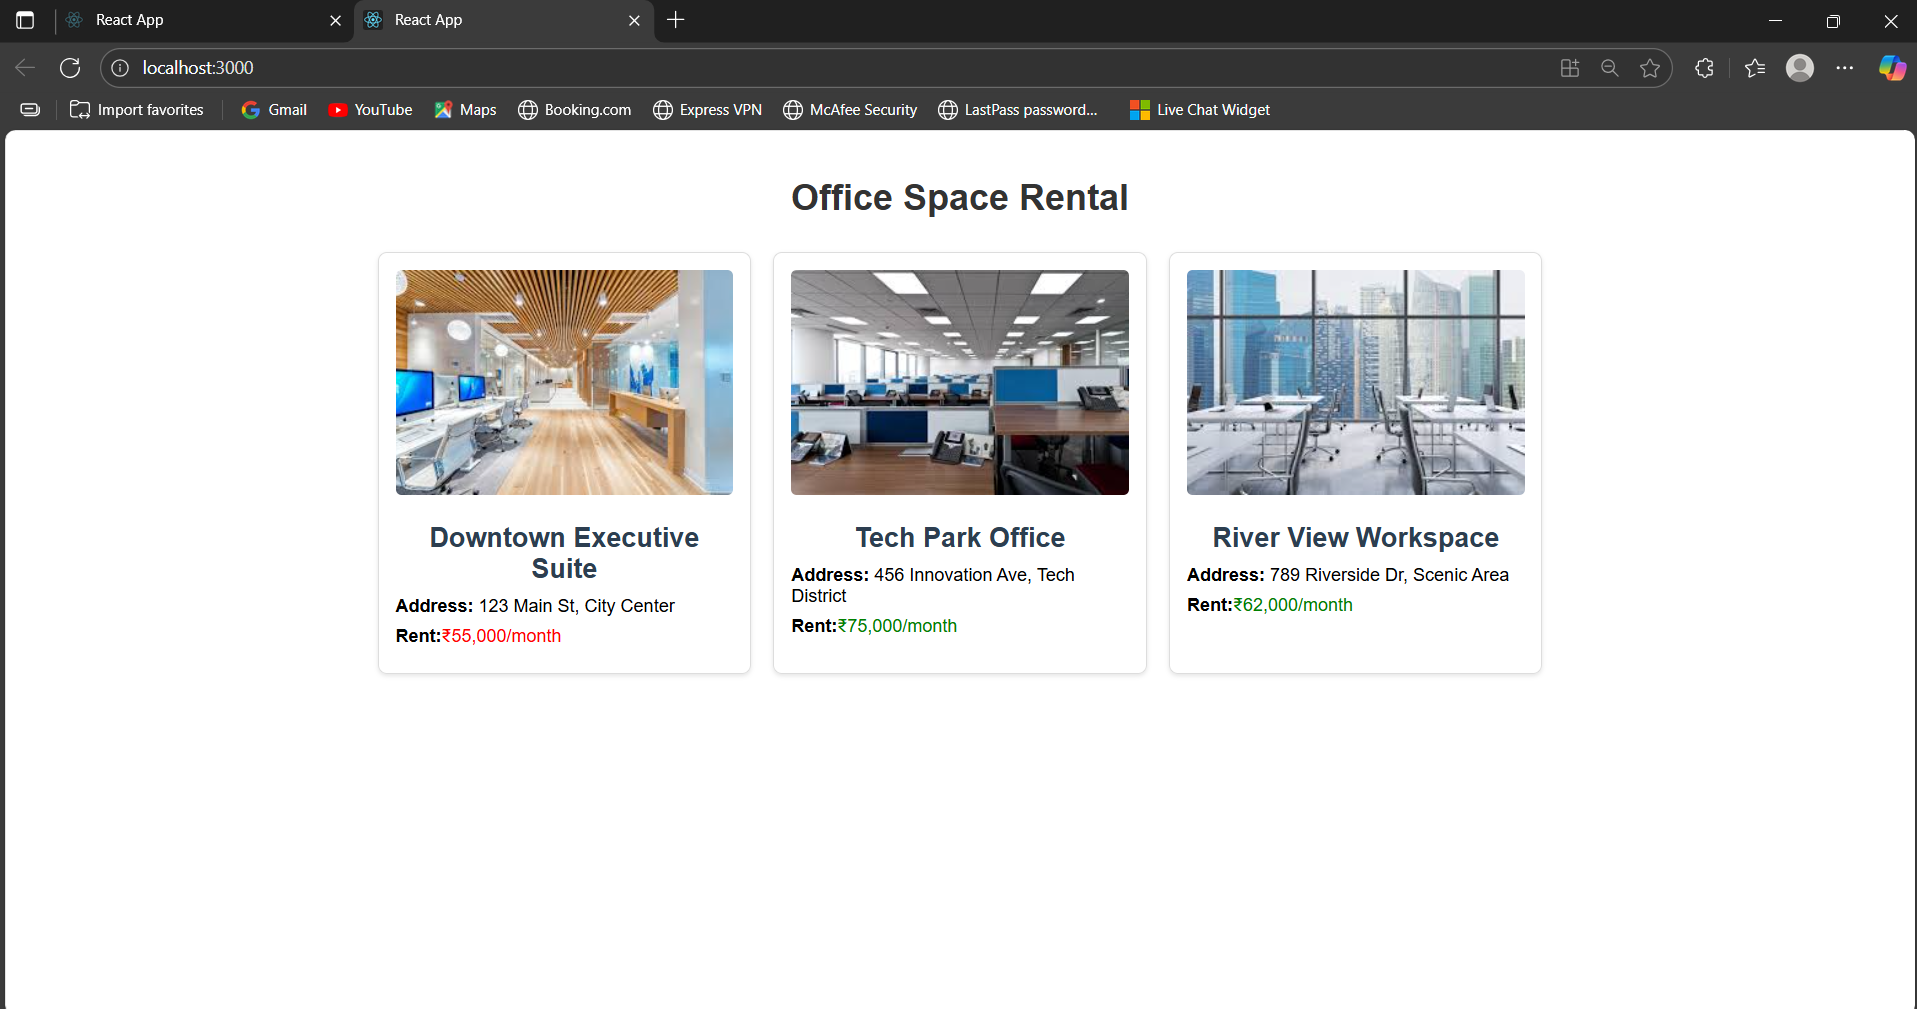 React App
React App
localhost:3000
Import favorites
Gmail
YouTube
Maps
Booking.com
Express VPN
McAfee Security
LastPass password...
Live Chat Widget
Office Space Rental
Downtown Executive
Suite
Address: 123 Main St, City Center
Rent:₹55,000/month
Tech Park Office
Address: 456 Innovation Ave, Tech
District
Rent:₹75,000/month
River View Workspace
Address: 789 Riverside Dr, Scenic Area
Rent:₹62,000/month